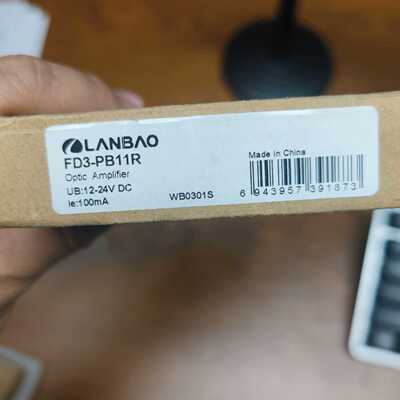 LANBAO
FD3-PB11R
Optic Amplifier
UB:12-24V DC
Ie:100mA
WB0301S
Made in China
6 943957 391873